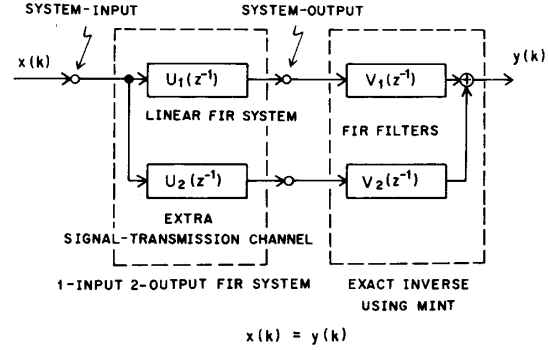 SYSTEM-INPUT
SYSTEM-OUTPUT
x(k)
U₁(z⁻¹)
V₁(z⁻¹)
y(k)
LINEAR FIR SYSTEM
FIR FILTERS
U₂(z⁻¹)
V₂(z⁻¹)
EXTRA
SIGNAL-TRANSMISSION CHANNEL
1-INPUT 2-OUTPUT FIR SYSTEM
EXACT INVERSE
USING MINT
x(k) = y(k)